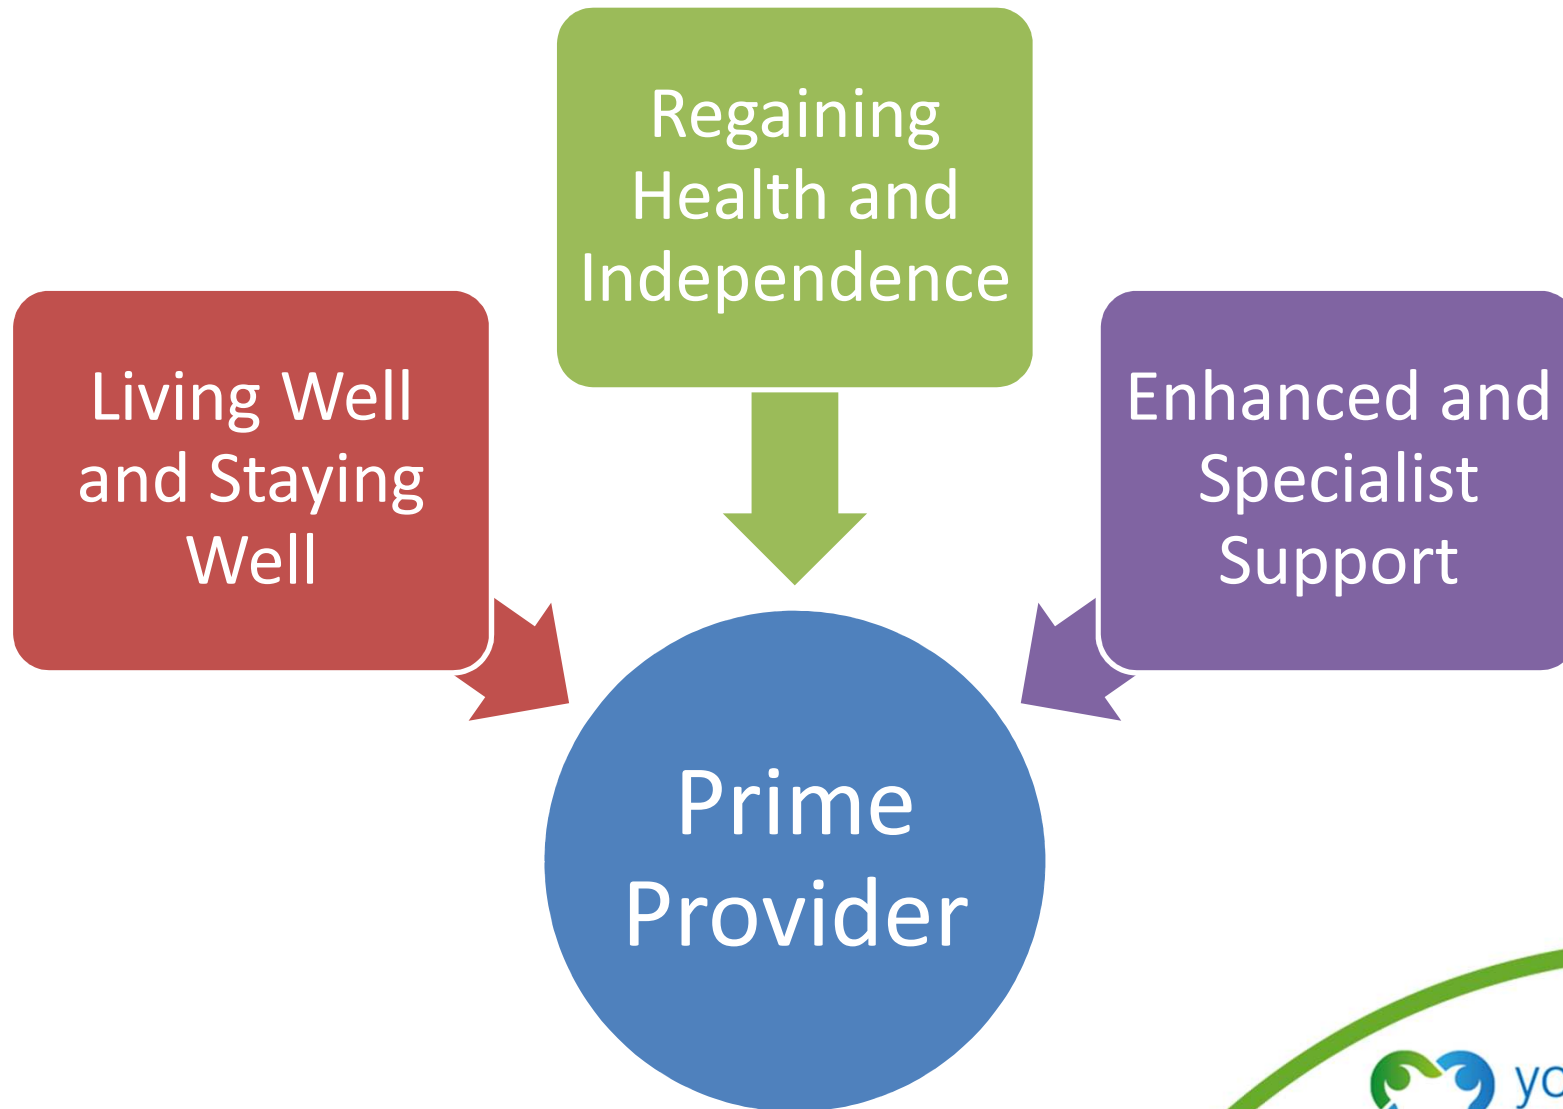 Regaining
Health and
Independence
Living Well
and Staying
Well
Enhanced and
Specialist
Support
Prime
Provider